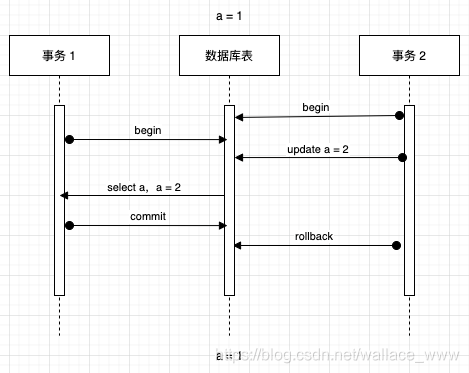 a = 1
事务 1
数据库表
事务 2
begin
begin
update a = 2
select a，a = 2
commit
rollback
https://blog.csdn.net/wallace_www
a = 1